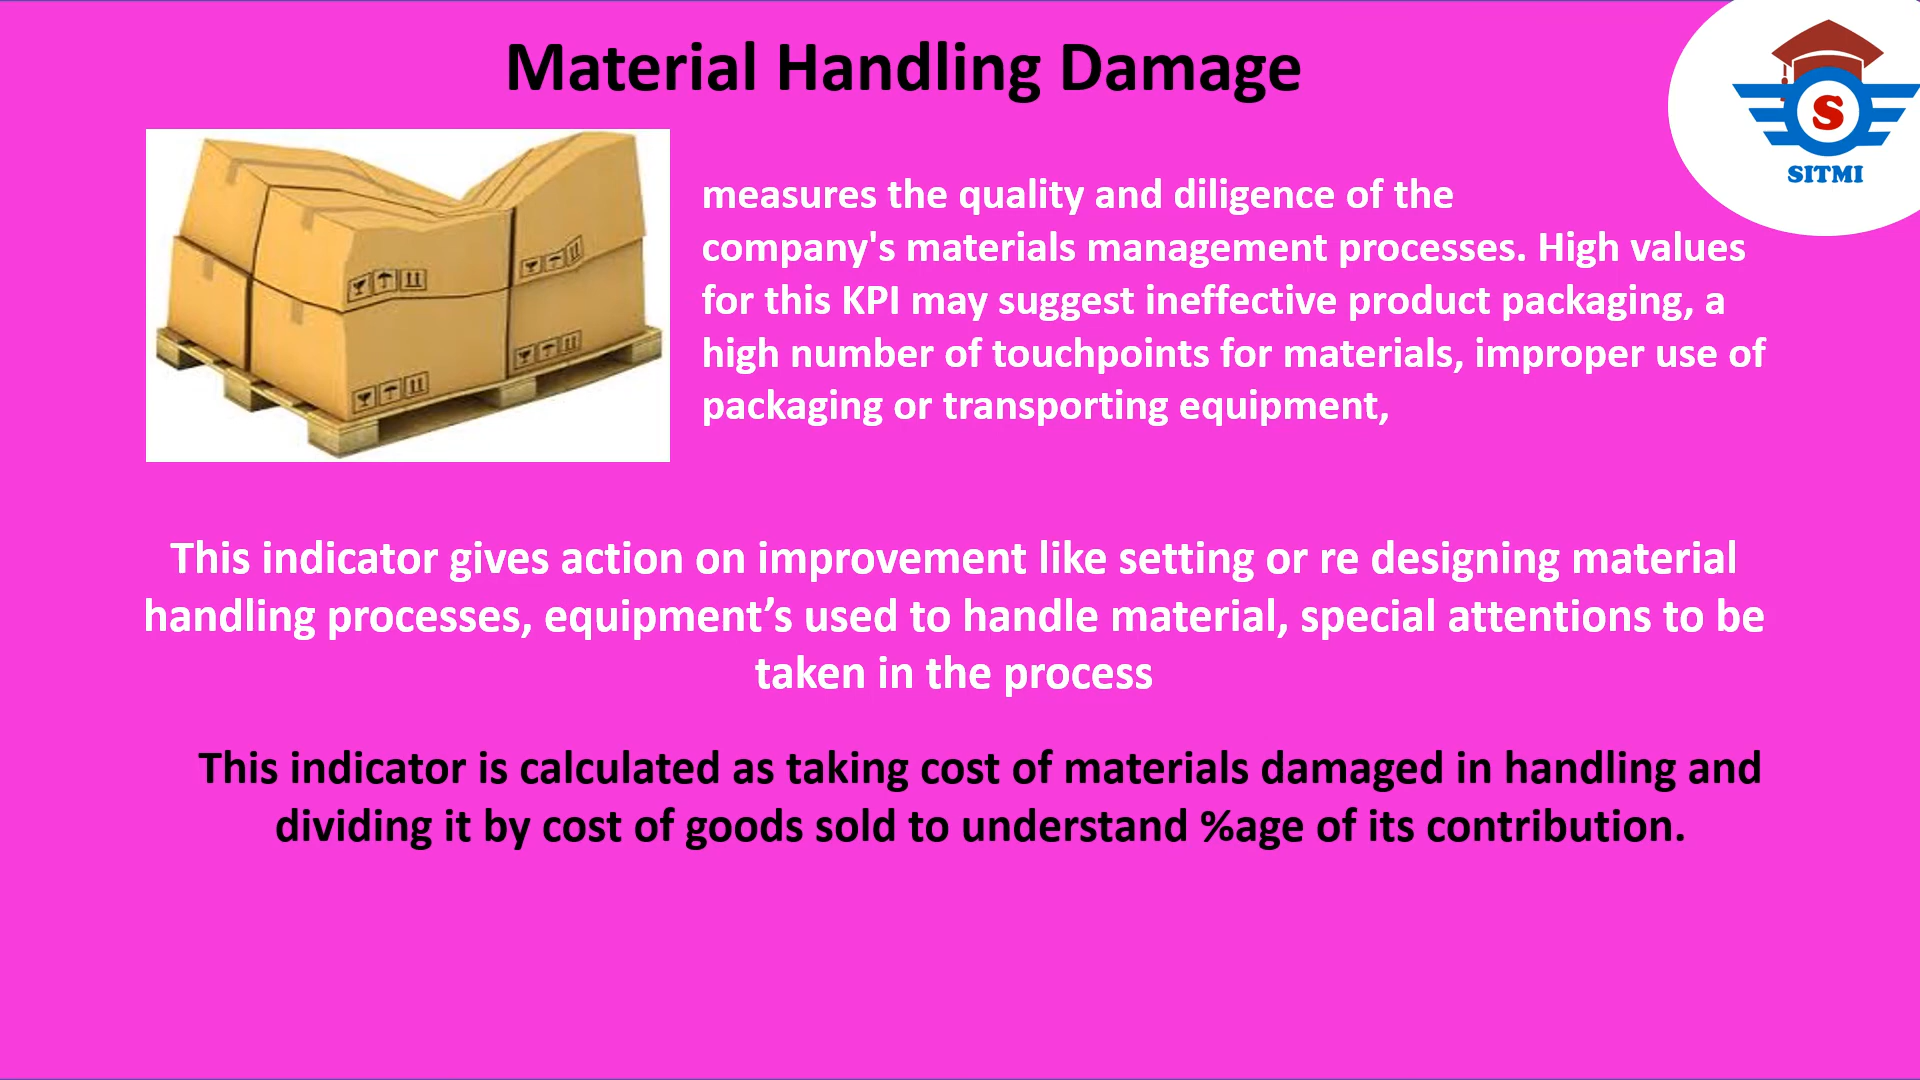 Material Handling Damage
S
SITMI
measures the quality and diligence of the
company's materials management processes. High values
for this KPI may suggest ineffective product packaging, a
high number of touchpoints for materials, improper use of
packaging or transporting equipment,
This indicator gives action on improvement like setting or re designing material
handling processes, equipment’s used to handle material, special attentions to be
taken in the process
This indicator is calculated as taking cost of materials damaged in handling and
dividing it by cost of goods sold to understand %age of its contribution.